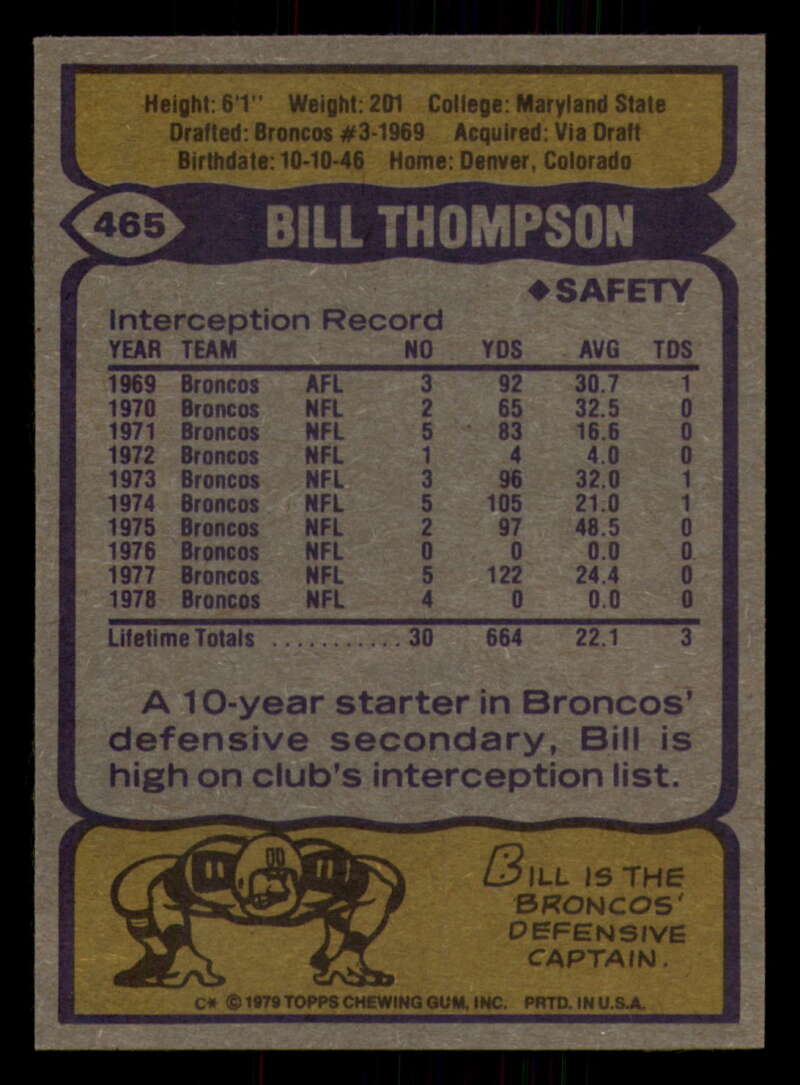 Height: 6'1" Weight: 201 College: Maryland State
Drafted: Broncos #3-1969 Acquired: Via Draft
Birthdate: 10-10-46 Home: Denver, Colorado
465 BILL THOMPSON
◆SAFETY
Interception Record
YEAR TEAM NO YDS AVG TDS
1969 Broncos AFL 3 92 30.7 1
1970 Broncos NFL 2 65 32.5 0
1971 Broncos NFL 5 83 16.6 0
1972 Broncos NFL 1 4 4.0 0
1973 Broncos NFL 3 96 32.0 1
1974 Broncos NFL 5 105 21.0 1
1975 Broncos NFL 2 97 48.5 0
1976 Broncos NFL 0 0 0.0 0
1977 Broncos NFL 5 122 24.4 0
1978 Broncos NFL 4 0 0.0 0
Lifetime Totals ............ 30 664 22.1 3
A 10-year starter in Broncos'
defensive secondary, Bill is
high on club's interception list.
BILL IS THE
BRONCOS'
DEFENSIVE
CAPTAIN.
00
C* © 1979 TOPPS CHEWING GUM, INC. PRTD. IN U.S.A.